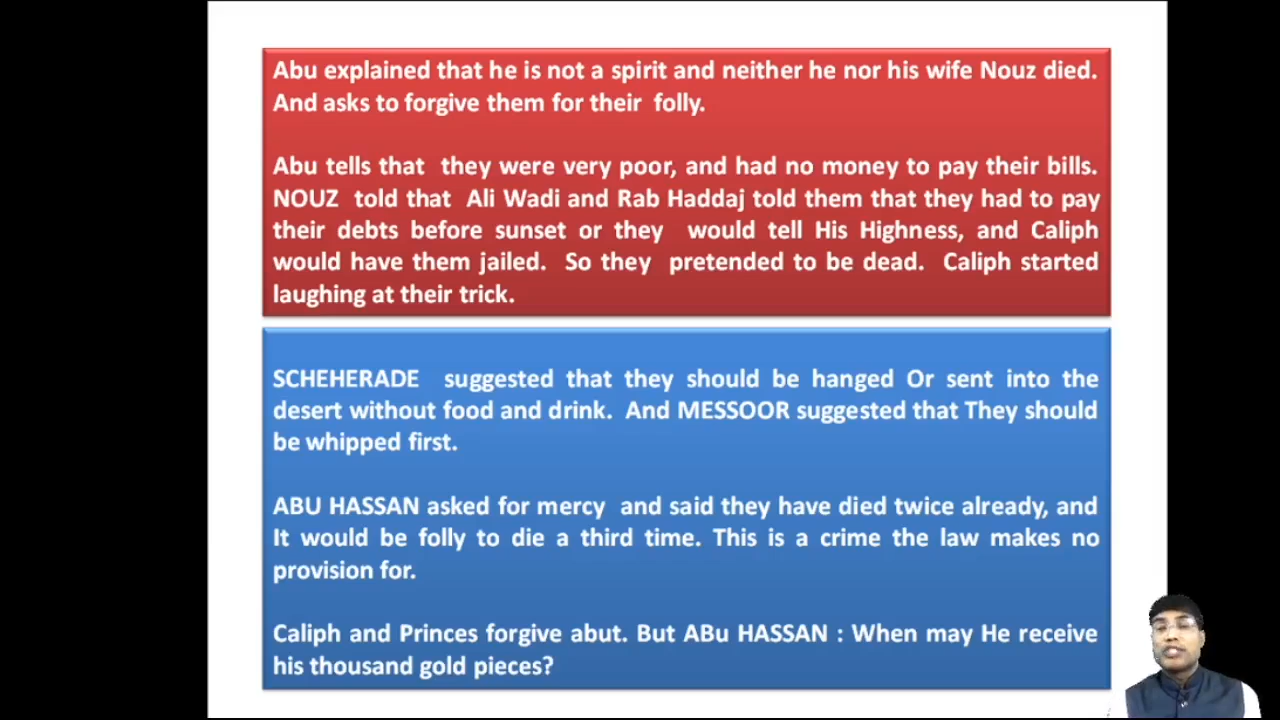 Abu explained that he is not a spirit and neither he nor his wife Nouz died.
And asks to forgive them for their folly.
Abu tells that they were very poor, and had no money to pay their bills.
NOUZ told that Ali Wadi and Rab Haddaj told them that they had to pay
their debts before sunset or they would tell His Highness, and Caliph
would have them jailed. So they pretended to be dead. Caliph started
laughing at their trick.
SCHEHERADE suggested that they should be hanged Or sent into the
desert without food and drink. And MESSOOR suggested that They should
be whipped first.
ABU HASSAN asked for mercy and said they have died twice already, and
It would be folly to die a third time. This is a crime the law makes no
provision for.
Caliph and Princes forgive abut. But ABu HASSAN : When may He receive
his thousand gold pieces?